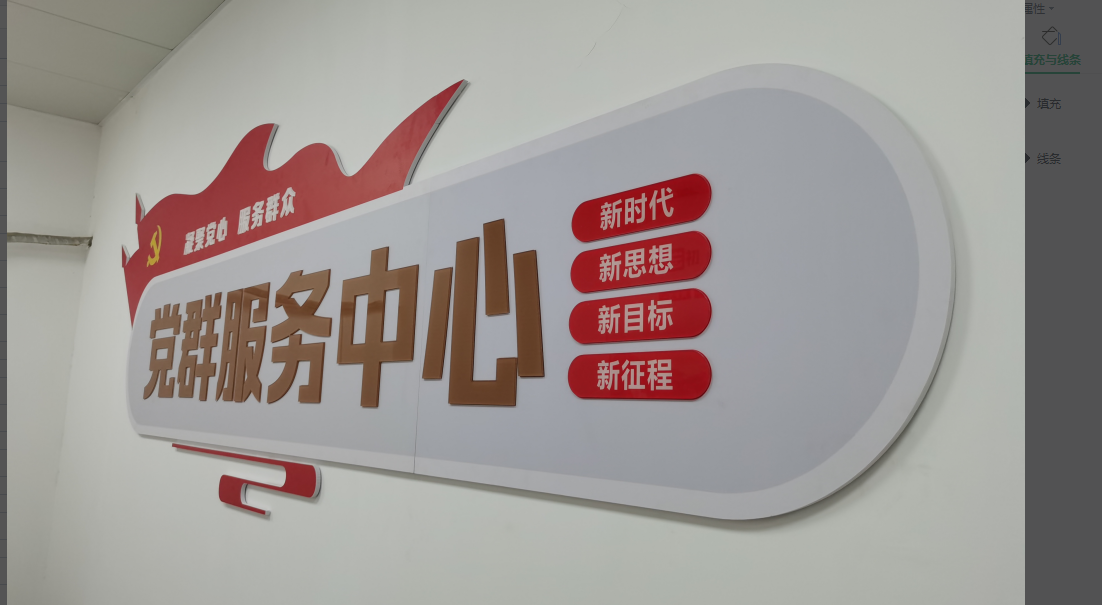 凝聚党心 服务群众
党群服务中心
新时代
新思想
新目标
新征程
属性
填充与线条
填充
线条